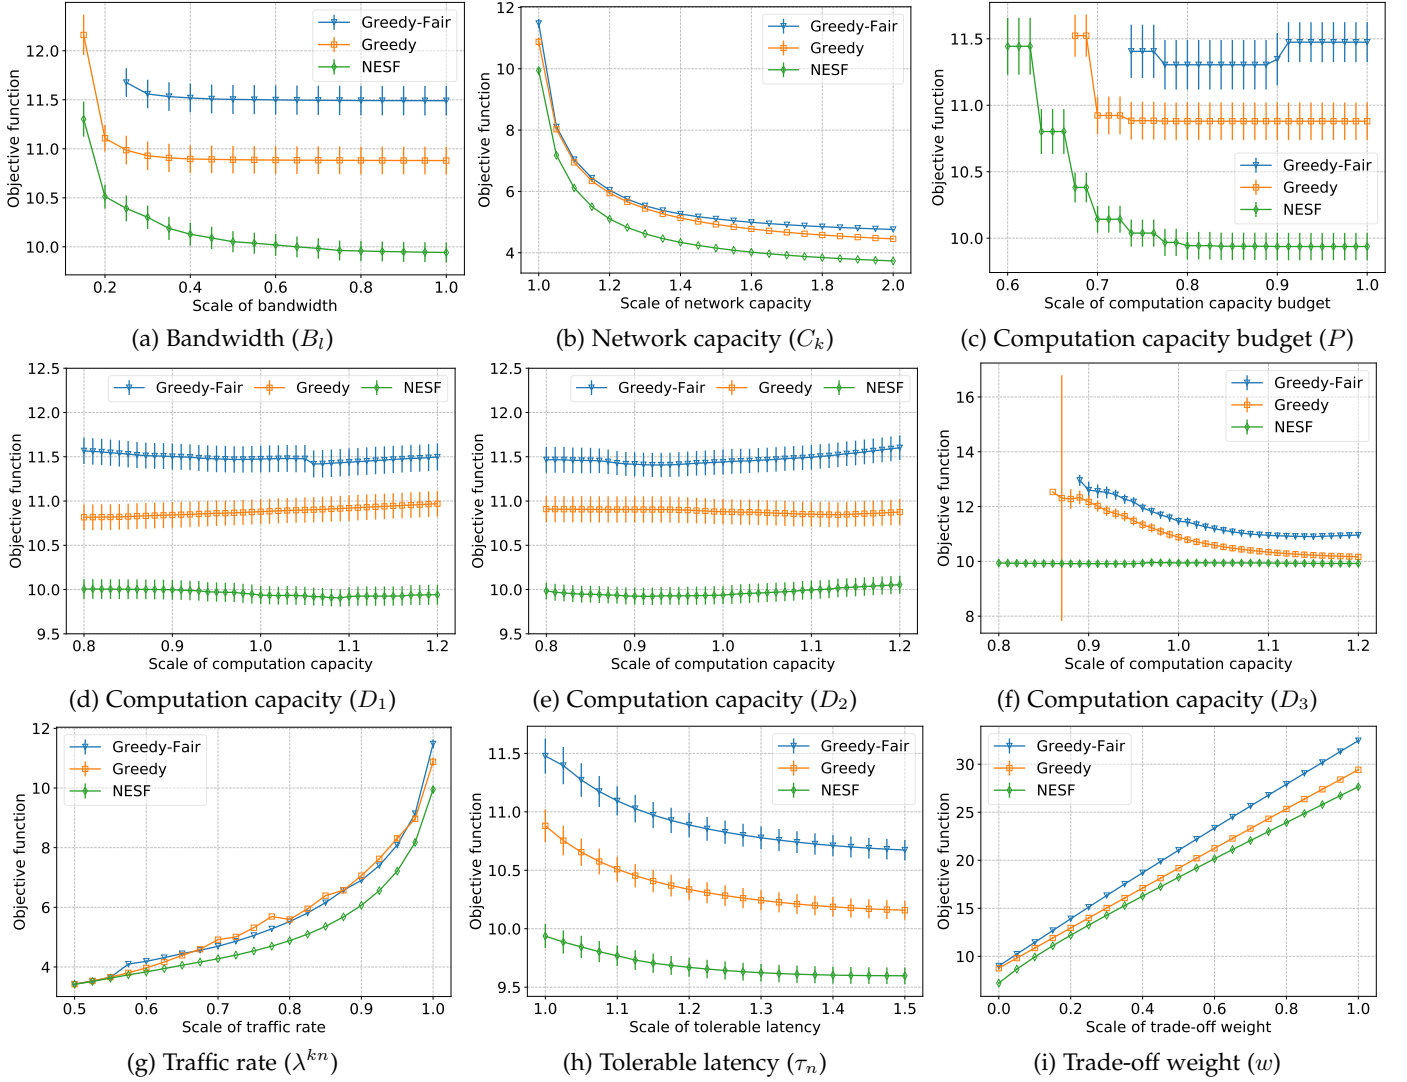 Objective function
12.0
11.5
11.0
10.5
10.0
Greedy-Fair
Greedy
NESF
0.2 0.4 0.6 0.8 1.0
Scale of bandwidth
(a) Bandwidth (B_l)
Objective function
12
10
8
6
4
Greedy-Fair
Greedy
NESF
1.0 1.2 1.4 1.6 1.8 2.0
Scale of network capacity
(b) Network capacity (C_k)
Objective function
11.5
11.0
10.5
10.0
Greedy-Fair
Greedy
NESF
0.6 0.7 0.8 0.9 1.0
Scale of computation capacity budget
(c) Computation capacity budget (P)
Objective function
12.5
12.0
11.5
11.0
10.5
10.0
9.5
Greedy-Fair Greedy NESF
0.8 0.9 1.0 1.1 1.2
Scale of computation capacity
(d) Computation capacity (D_1)
Objective function
12.5
12.0
11.5
11.0
10.5
10.0
9.5
Greedy-Fair Greedy NESF
0.8 0.9 1.0 1.1 1.2
Scale of computation capacity
(e) Computation capacity (D_2)
Objective function
16
14
12
10
8
Greedy-Fair
Greedy
NESF
0.8 0.9 1.0 1.1 1.2
Scale of computation capacity
(f) Computation capacity (D_3)
Objective function
12
10
8
6
4
Greedy-Fair
Greedy
NESF
0.5 0.6 0.7 0.8 0.9 1.0
Scale of traffic rate
(g) Traffic rate (λ^{kn})
Objective function
11.5
11.0
10.5
10.0
9.5
Greedy-Fair
Greedy
NESF
1.0 1.1 1.2 1.3 1.4 1.5
Scale of tolerable latency
(h) Tolerable latency (τ_n)
Objective function
30
25
20
15
10
Greedy-Fair
Greedy
NESF
0.0 0.2 0.4 0.6 0.8 1.0
Scale of trade-off weight
(i) Trade-off weight (w)